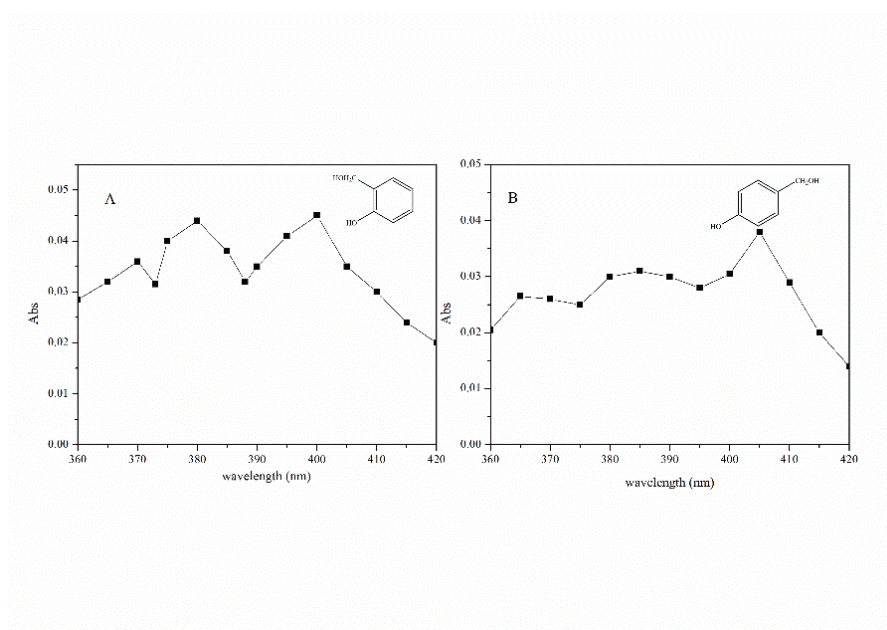 A
HOH₂C
HO
0.05
0.04
0.03
0.02
0.01
0.00
Abs
360 370 380 390 400 410 420
wavelength (nm)
B
CH₂OH
HO
0,05
0,04
0,03
0,02
0,01
0,00
Abs
360 370 380 390 400 410 420
wavelength (nm)